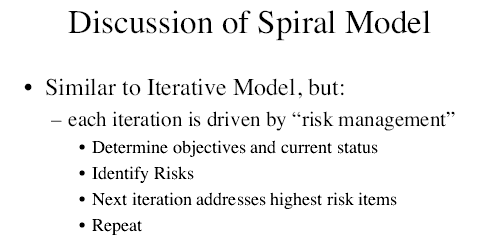 Discussion of Spiral Model
• Similar to Iterative Model, but:
– each iteration is driven by “risk management”
• Determine objectives and current status
• Identify Risks
• Next iteration addresses highest risk items
• Repeat